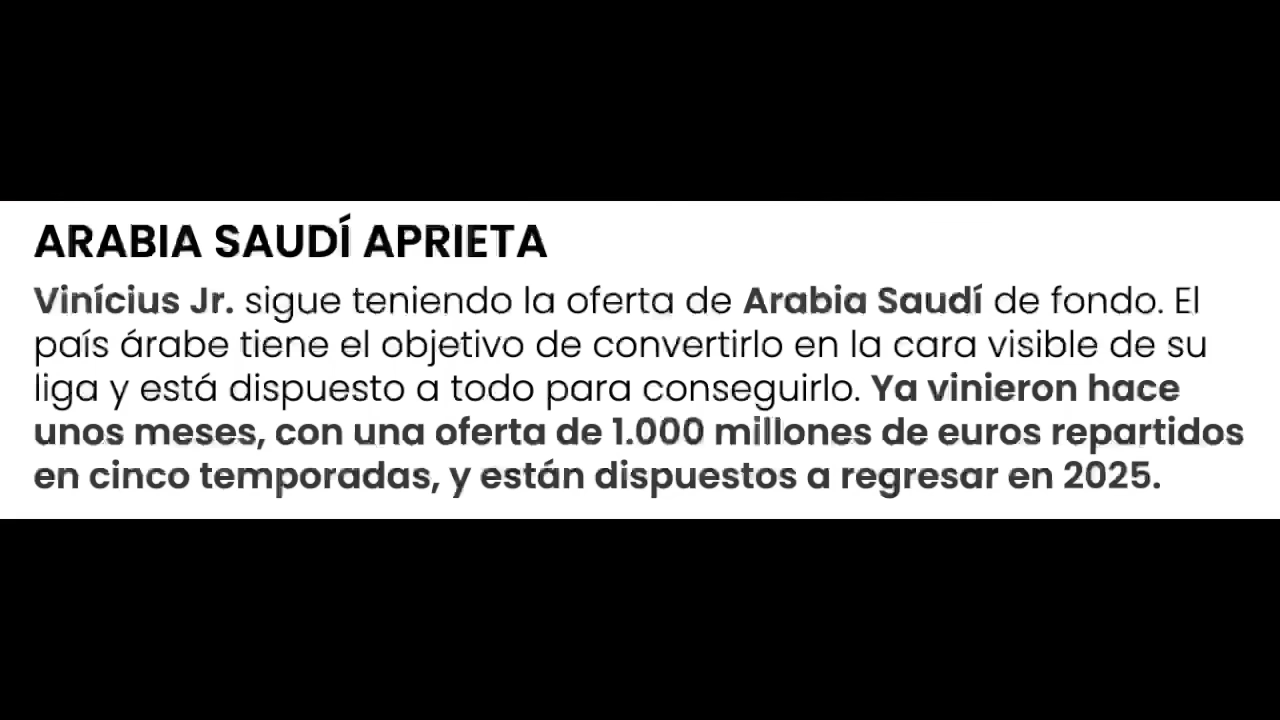 ARABIA SAUDÍ APRIETA
Vinícius Jr. sigue teniendo la oferta de Arabia Saudí de fondo. El
país árabe tiene el objetivo de convertirlo en la cara visible de su
liga y está dispuesto a todo para conseguirlo. Ya vinieron hace
unos meses, con una oferta de 1.000 millones de euros repartidos
en cinco temporadas, y están dispuestos a regresar en 2025.